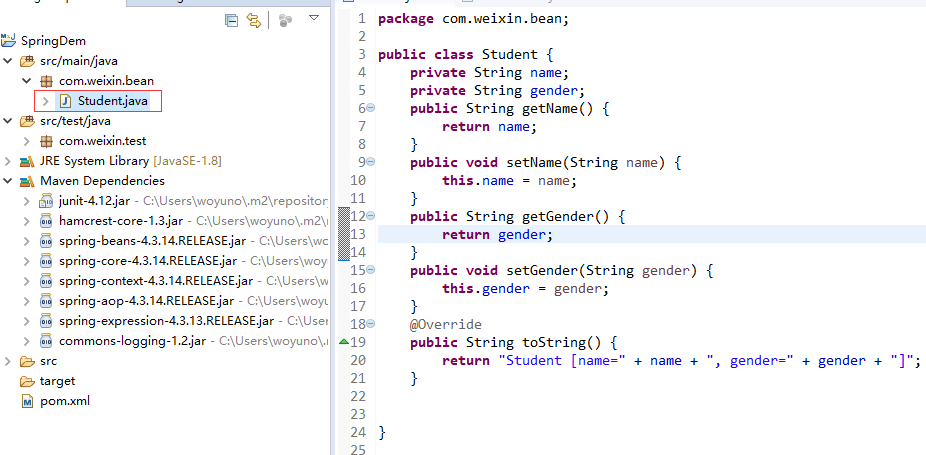 SpringDem
src/main/java
com.weixin.bean
Student.java
src/test/java
com.weixin.test
JRE System Library [JavaSE-1.8]
Maven Dependencies
junit-4.12.jar - C:\Users\woyuno\.m2\repository
hamcrest-core-1.3.jar - C:\Users\woyuno\.m2\
spring-beans-4.3.14.RELEASE.jar - C:\Users\wo
spring-core-4.3.14.RELEASE.jar - C:\Users\woy
spring-context-4.3.14.RELEASE.jar - C:\Users\
spring-aop-4.3.14.RELEASE.jar - C:\Users\woyu
spring-expression-4.3.13.RELEASE.jar - C:\User
commons-logging-1.2.jar - C:\Users\woyuno\.
src
target
pom.xml
1 package com.weixin.bean;
2
3 public class Student {
4     private String name;
5     private String gender;
6     public String getName() {
7         return name;
8     }
9     public void setName(String name) {
10         this.name = name;
11     }
12     public String getGender() {
13         return gender;
14     }
15     public void setGender(String gender) {
16         this.gender = gender;
17     }
18     @Override
19     public String toString() {
20         return "Student [name=" + name + ", gender=" + gender + "]";
21     }
22
23
24 }
25